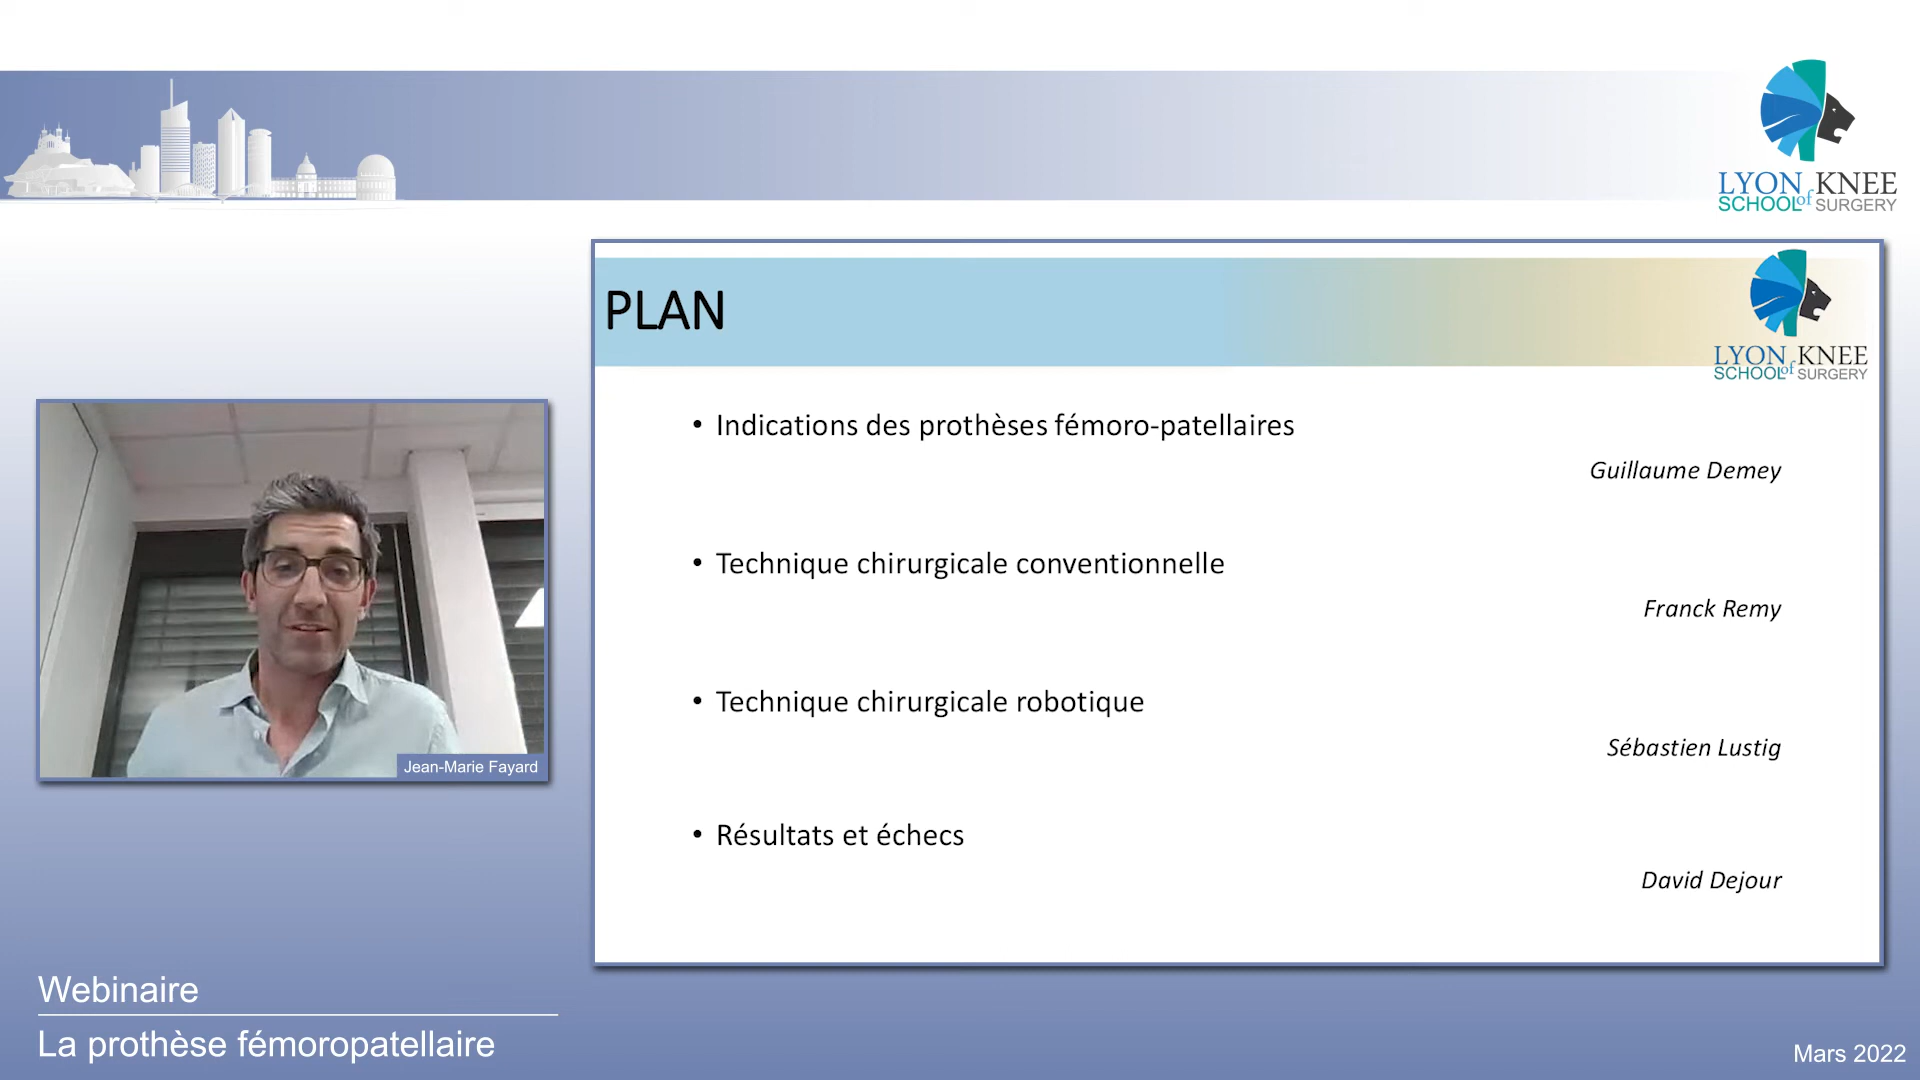 LYON KNEE
SCHOOL of SURGERY
PLAN
LYON KNEE
SCHOOL of SURGERY
• Indications des prothèses fémoro-patellaires
Guillaume Demey
• Technique chirurgicale conventionnelle
Franck Remy
• Technique chirurgicale robotique
Sébastien Lustig
• Résultats et échecs
David Dejour
Jean-Marie Fayard
Webinaire
La prothèse fémoropatellaire
Mars 2022